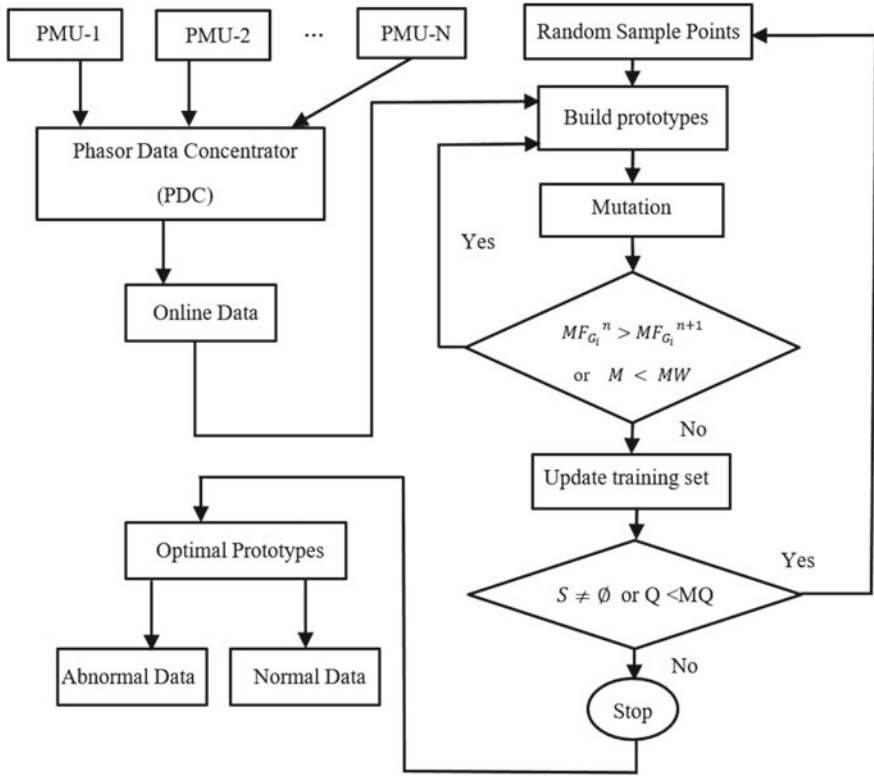 PMU-1
PMU-2
...
PMU-N
Phasor Data Concentrator
(PDC)
Online Data
Random Sample Points
Build prototypes
Mutation
Yes
MF_{G_i}^n > MF_{G_i}^{n+1}
or M < MW
No
Update training set
Yes
S ≠ ∅ or Q <MQ
No
Stop
Optimal Prototypes
Abnormal Data
Normal Data